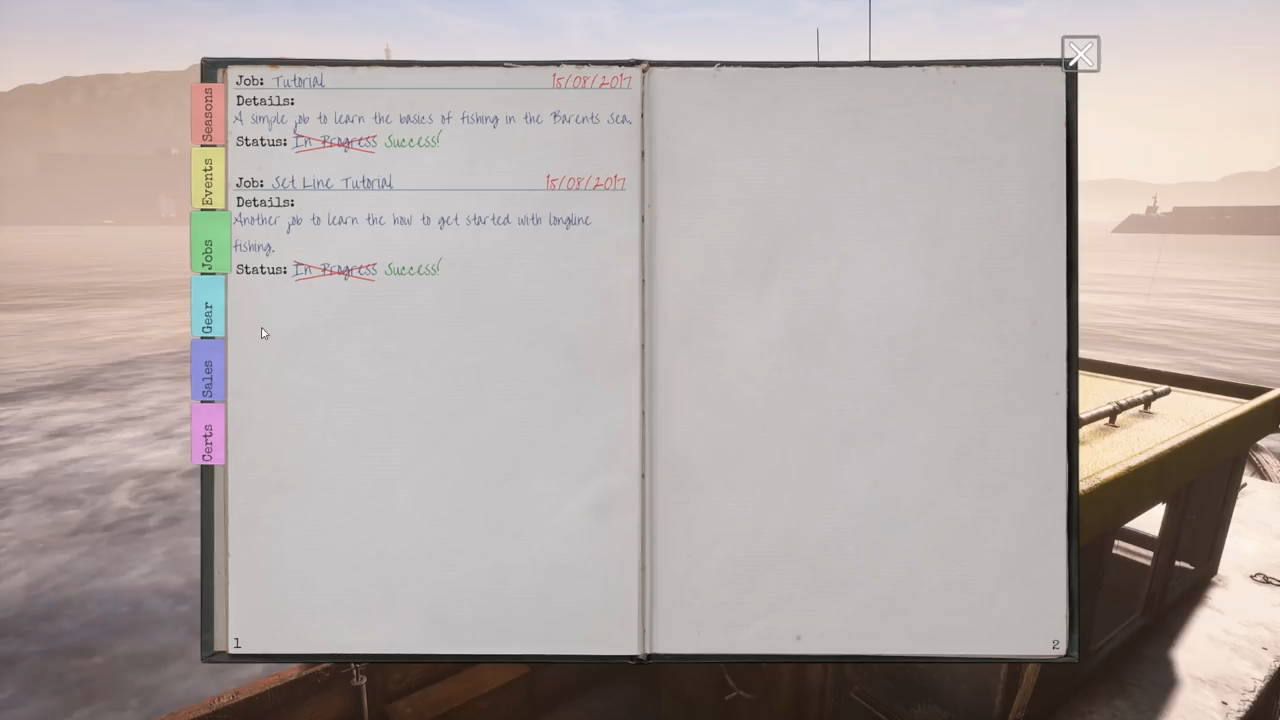 Seasons
Events
Jobs
Gear
Sales
Certs
Job: Tutorial 15/08/2017
Details:
A simple job to learn the basics of fishing in the Barents Sea.
Status: In Progress Success!
Job: Set Line Tutorial 15/08/2017
Details:
Another job to learn the how to get started with longline
fishing.
Status: In Progress Success!
1
2